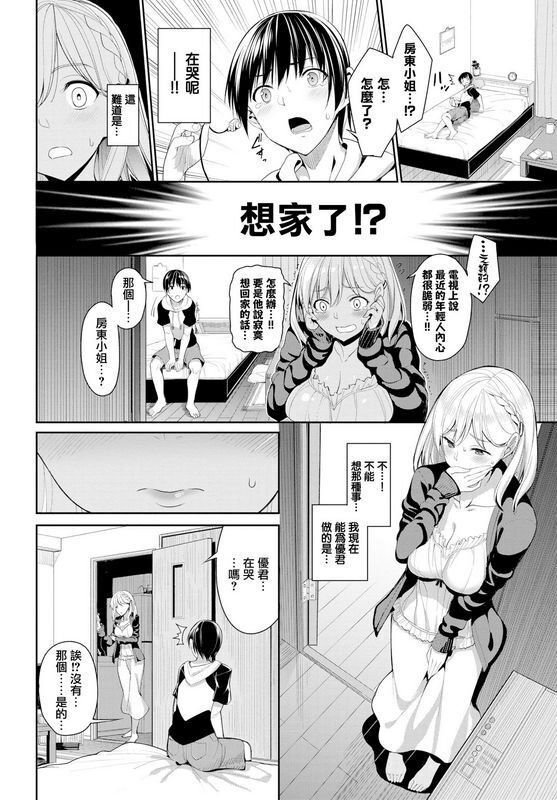 房東小姐…!?
怎…
怎麼了?
在哭呢
──!!
這…
難道是…
想家了!?
電視上說
最近的年輕人內心
都很脆弱…!!
怎麼辦…!!
要是他說寂寞
想回家的話…
那個──…
房東小姐…?
不…!
不能
想那種事…
我現在
能為優君
做的是…
優君…
在哭
…嗎?
誒!?沒有…
那個……是的…